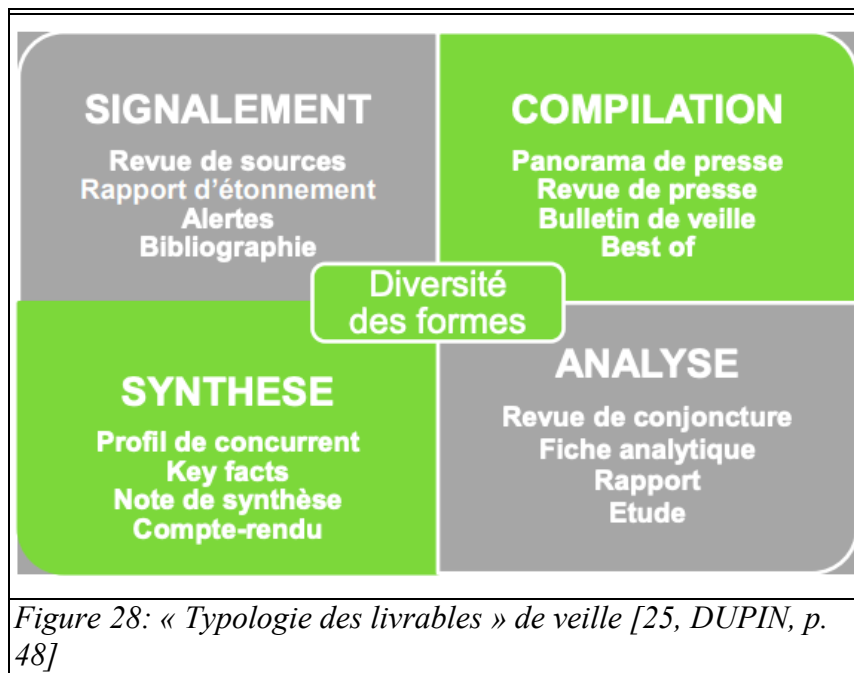 SIGNALEMENT
Revue de sources
Rapport d'étonnement
Alertes
Bibliographie
COMPILATION
Panorama de presse
Revue de presse
Bulletin de veille
Best of
Diversité
des formes
SYNTHESE
Profil de concurrent
Key facts
Note de synthèse
Compte-rendu
ANALYSE
Revue de conjoncture
Fiche analytique
Rapport
Etude
Figure 28: « Typologie des livrables » de veille [25, DUPIN, p.
48]